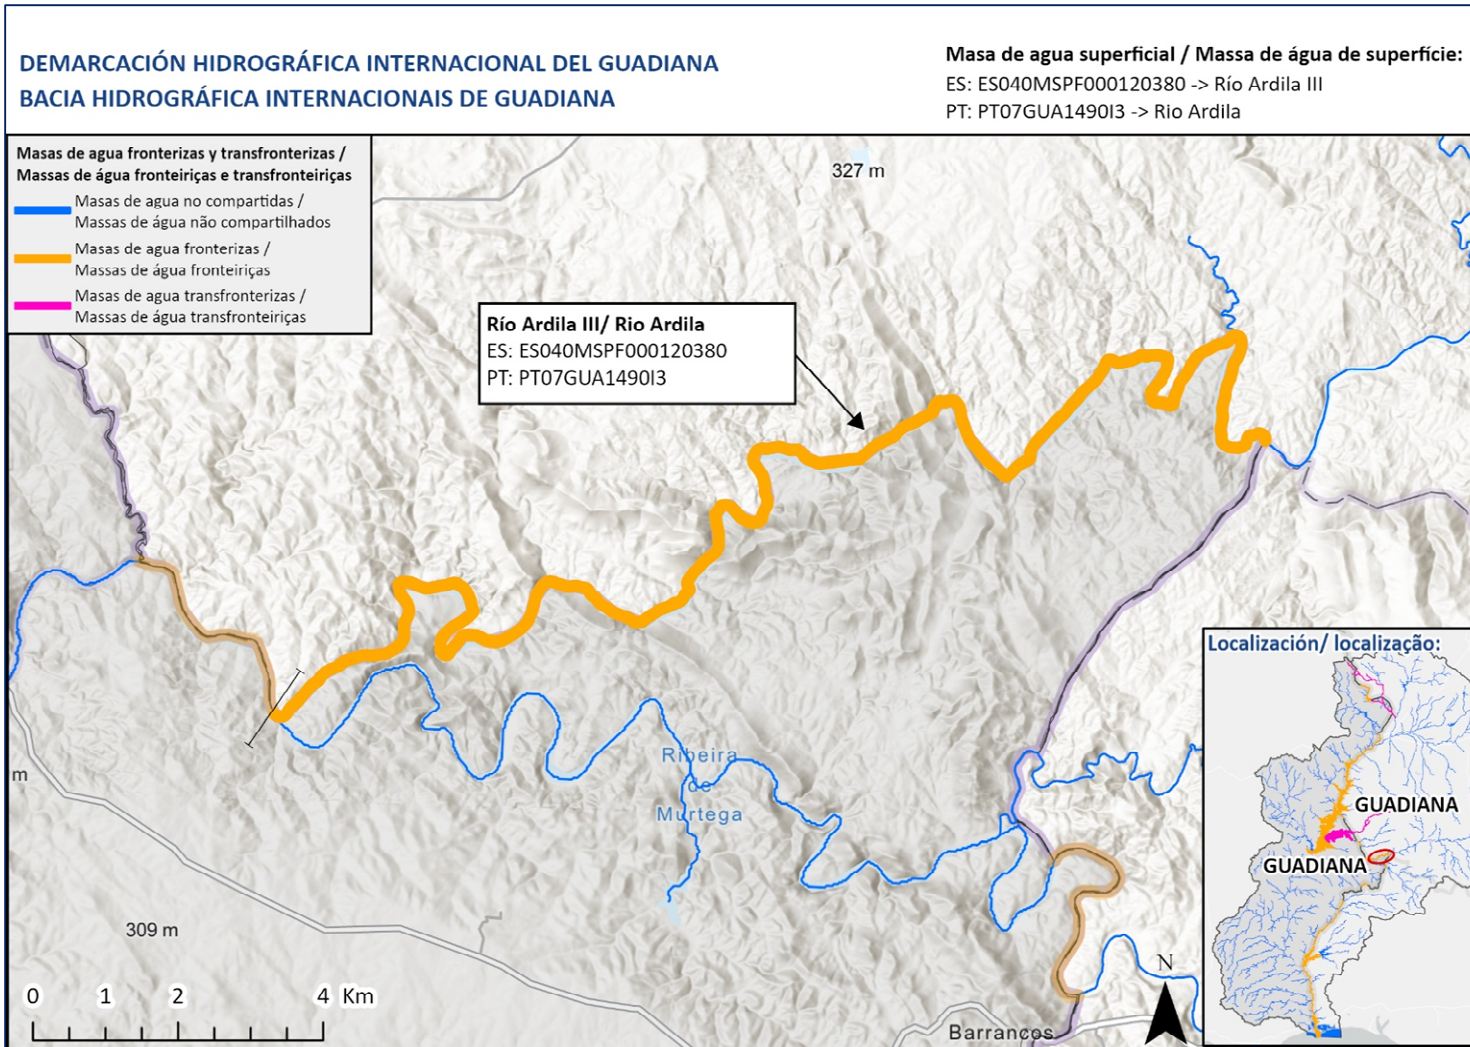 DEMARCACIÓN HIDROGRÁFICA INTERNACIONAL DEL GUADIANA
BACIA HIDROGRÁFICA INTERNACIONAIS DE GUADIANA
Masa de agua superficial / Massa de água de superfície:
ES: ES040MSPF000120380 -> Río Ardila III
PT: PT07GUA1490I3 -> Rio Ardila
Masas de agua fronterizas y transfronterizas /
Massas de água fronteiriças e transfronteiriças
Masas de agua no compartidas /
Massas de água não compartilhados
Masas de agua fronterizas /
Massas de água fronteiriças
Masas de agua transfronterizas /
Massas de água transfronteiriças
327 m
Río Ardila III/ Rio Ardila
ES: ES040MSPF000120380
PT: PT07GUA1490I3
Localización/ localização:
GUADIANA
GUADIANA
Ribeira
de
Murtega
m
309 m
N
0 1 2 4 Km
Barrancos